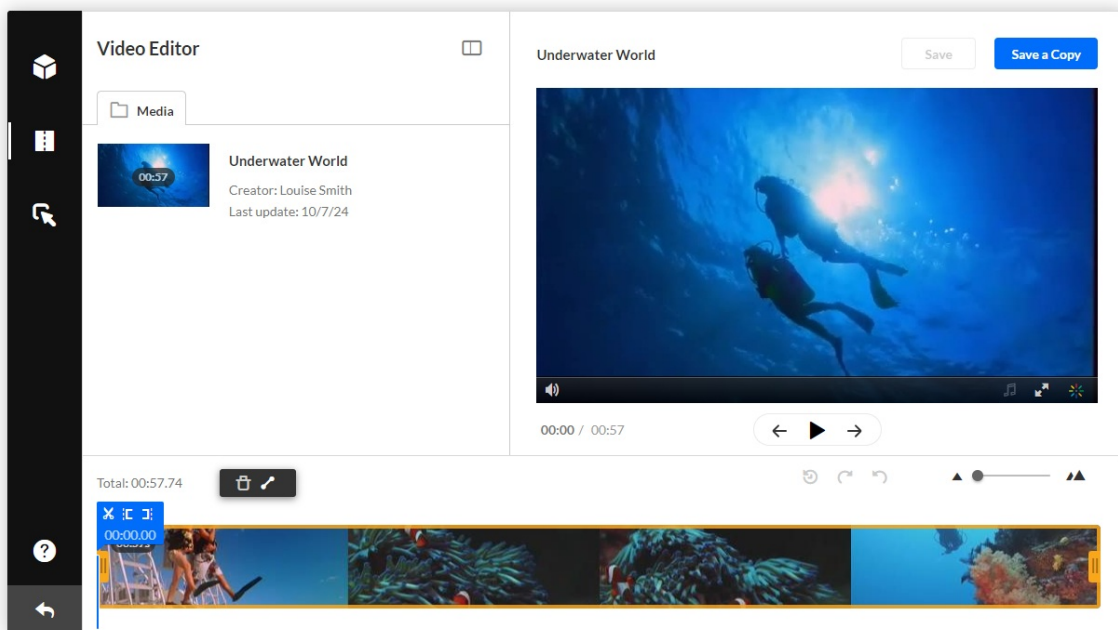 Video Editor
Media
00:57
Underwater World
Creator: Louise Smith
Last update: 10/7/24
Underwater World
Save
Save a Copy
00:00 / 00:57
Total: 00:57.74
00:00.00
?